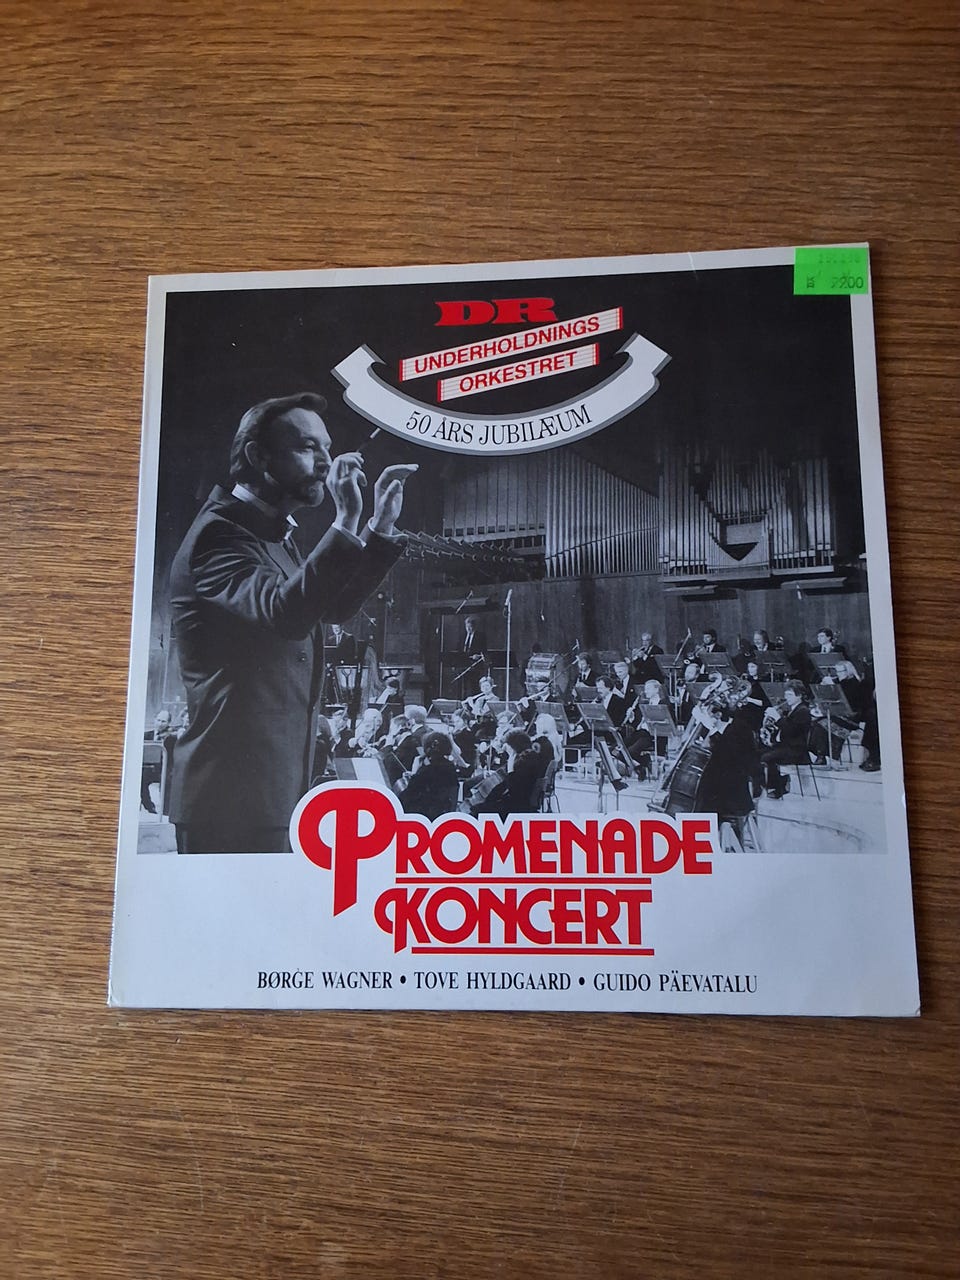 DR
UNDERHOLDNINGS
ORKESTRET
50 ÅRS JUBILÆUM
PROMENADE
KONCERT
BØRGE WAGNER • TOVE HYLDGAARD • GUIDO PÄEVATALU